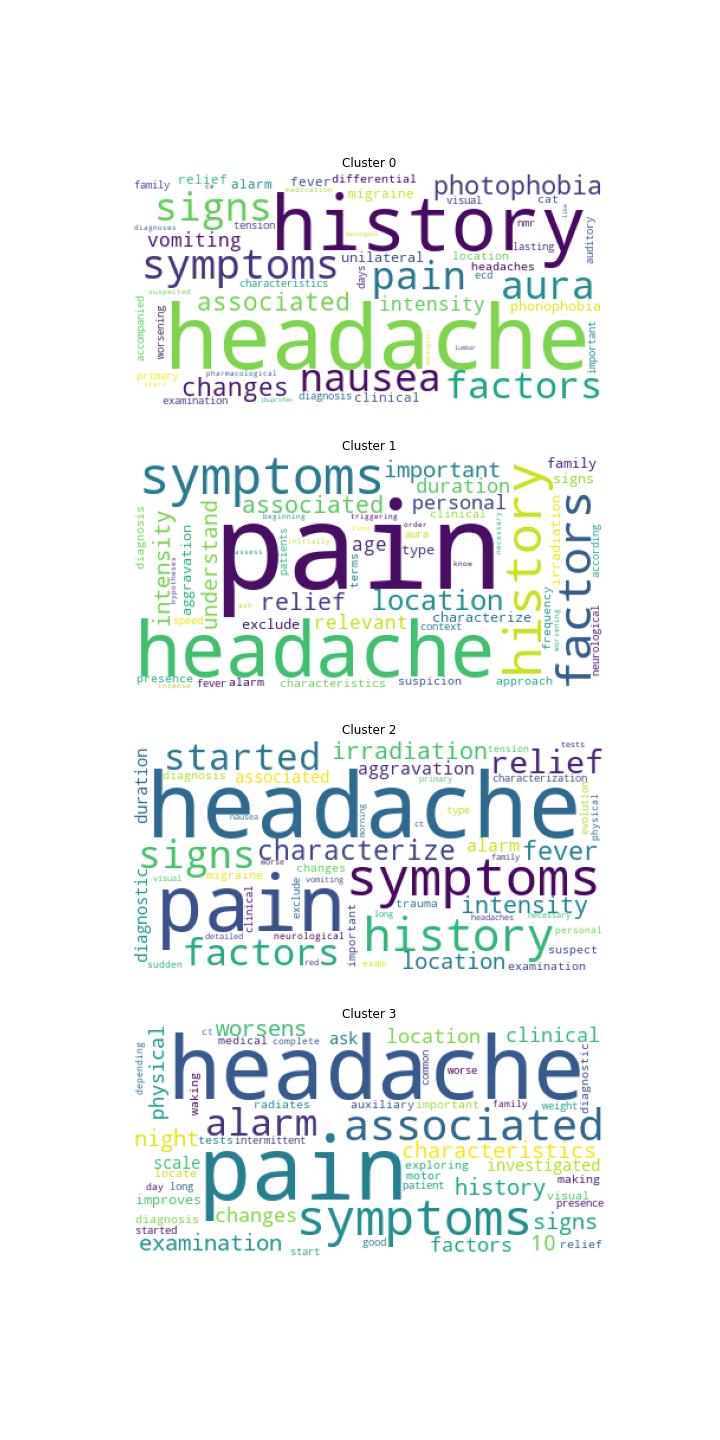 Cluster 0
family relief ce alarm fever differential
medication migraine photophobia
signs history visual cat like
diagnoses tension nmr auditory
vomiting meningeal lasting
symptoms unilateral days pain location
characteristics ecd headaches aura
suspected associated intensity phonophobia
accompanied worsening headache lumbar important
primary pharmacological
start changes nausea factors
examination ibuprofen diagnosis clinical
Cluster 1
symptoms important family
duration signs
associated personal history
diagnosis intensity beginning triggering order clinical
aggravation understand pain time aura necessary irradiation factors according
hypotheses assess patients initially age type
terms know
ask relief location frequency
speed exclude relevant characterize worsening neurological
headache context
presence
intense fever alarm characteristics suspicion approach
Cluster 2
started irradiation tension relief tests
duration diagnosis associated aggravation characterization
primary
headache evolution physical
nausea morning ct type
signs characterize alarm fever
worse changes family
visual migraine vomiting symptoms
diagnostic pain clinical exclude trauma intensity
long headaches necessary
history personal
detailed neurological important
factors suspect
sudden red exam location examination
Cluster 3
ct worsens location clinical
medical complete ask
depending physical headache common worse diagnostic
waking
radiates auxiliary important family weight
alarm associated
night tests intermittent characteristics
scale pain exploring investigated
locate motor
day long patient history making
improves visual presence
diagnosis changes symptoms signs
started
examination good factors 10 relief
start